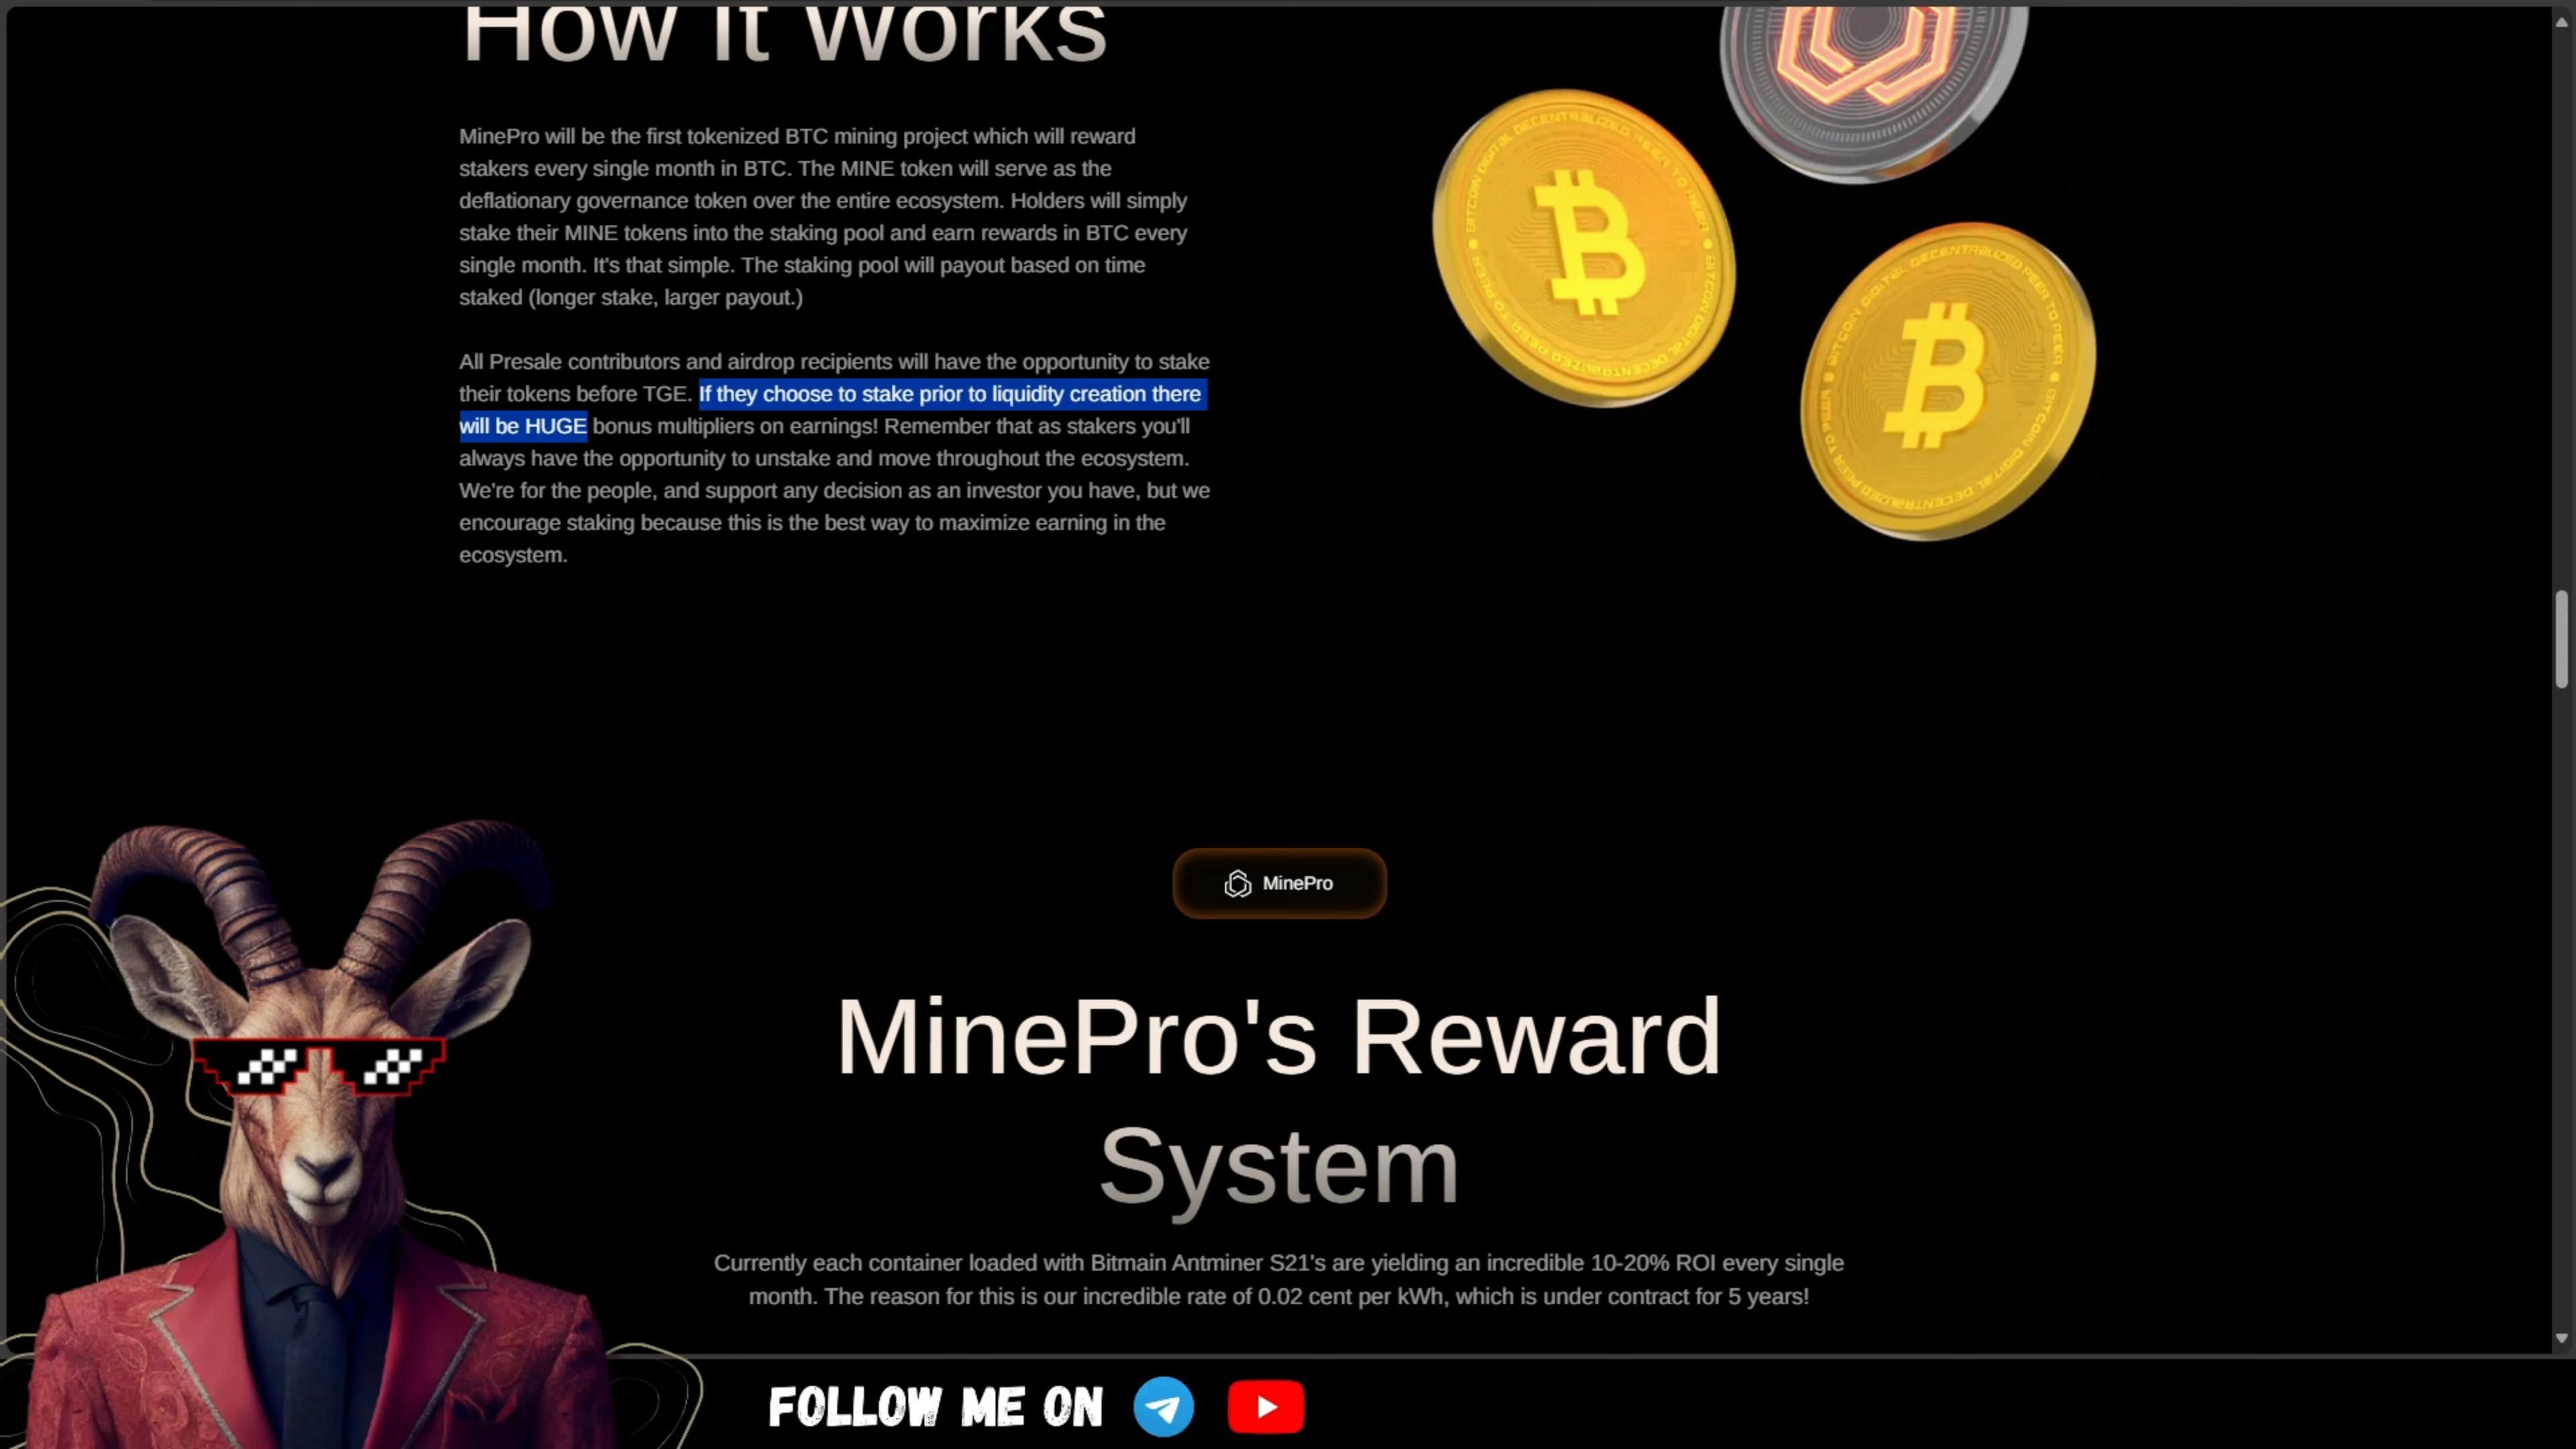 How it Works
MinePro will be the first tokenized BTC mining project which will reward
stakers every single month in BTC. The MINE token will serve as the
deflationary governance token over the entire ecosystem. Holders will simply
stake their MINE tokens into the staking pool and earn rewards in BTC every
single month. It's that simple. The staking pool will payout based on time
staked (longer stake, larger payout.)
All Presale contributors and airdrop recipients will have the opportunity to stake
their tokens before TGE. If they choose to stake prior to liquidity creation there
will be HUGE bonus multipliers on earnings! Remember that as stakers you'll
always have the opportunity to unstake and move throughout the ecosystem.
We're for the people, and support any decision as an investor you have, but we
encourage staking because this is the best way to maximize earning in the
ecosystem.
MinePro
MinePro's Reward
System
Currently each container loaded with Bitmain Antminer S21's are yielding an incredible 10-20% ROI every single
month. The reason for this is our incredible rate of 0.02 cent per kWh, which is under contract for 5 years!
FOLLOW ME ON